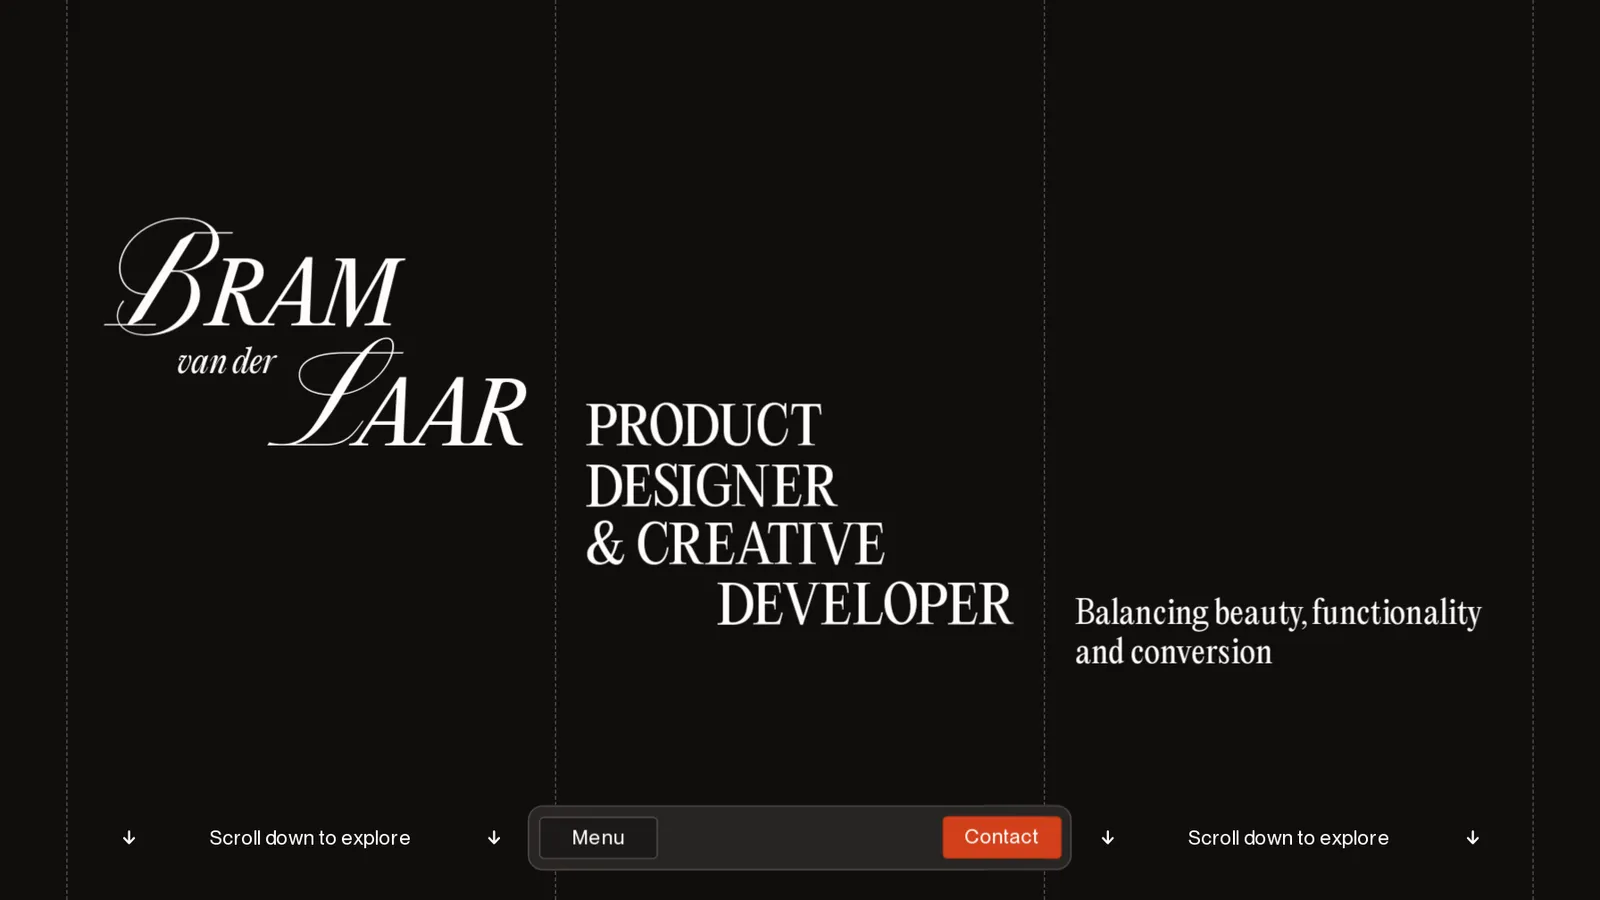 BRAM
van der
LAAR
PRODUCT
DESIGNER
& CREATIVE
DEVELOPER
Balancing beauty, functionality
and conversion
Scroll down to explore
Menu
Contact
Scroll down to explore